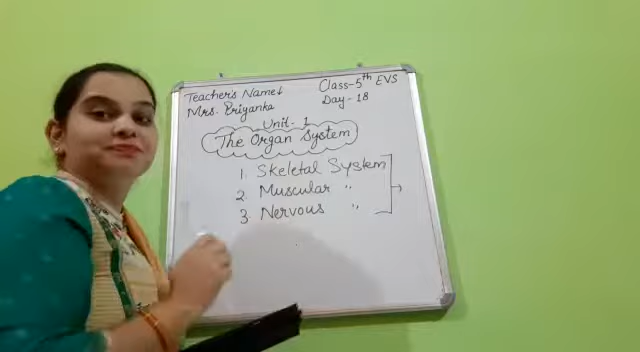 Teacher's Name:
Class-5th EVS
Mrs. Priyanka
Day-18
Unit-1
The Organ System
1. Skeletal System
2. Muscular "
3. Nervous "